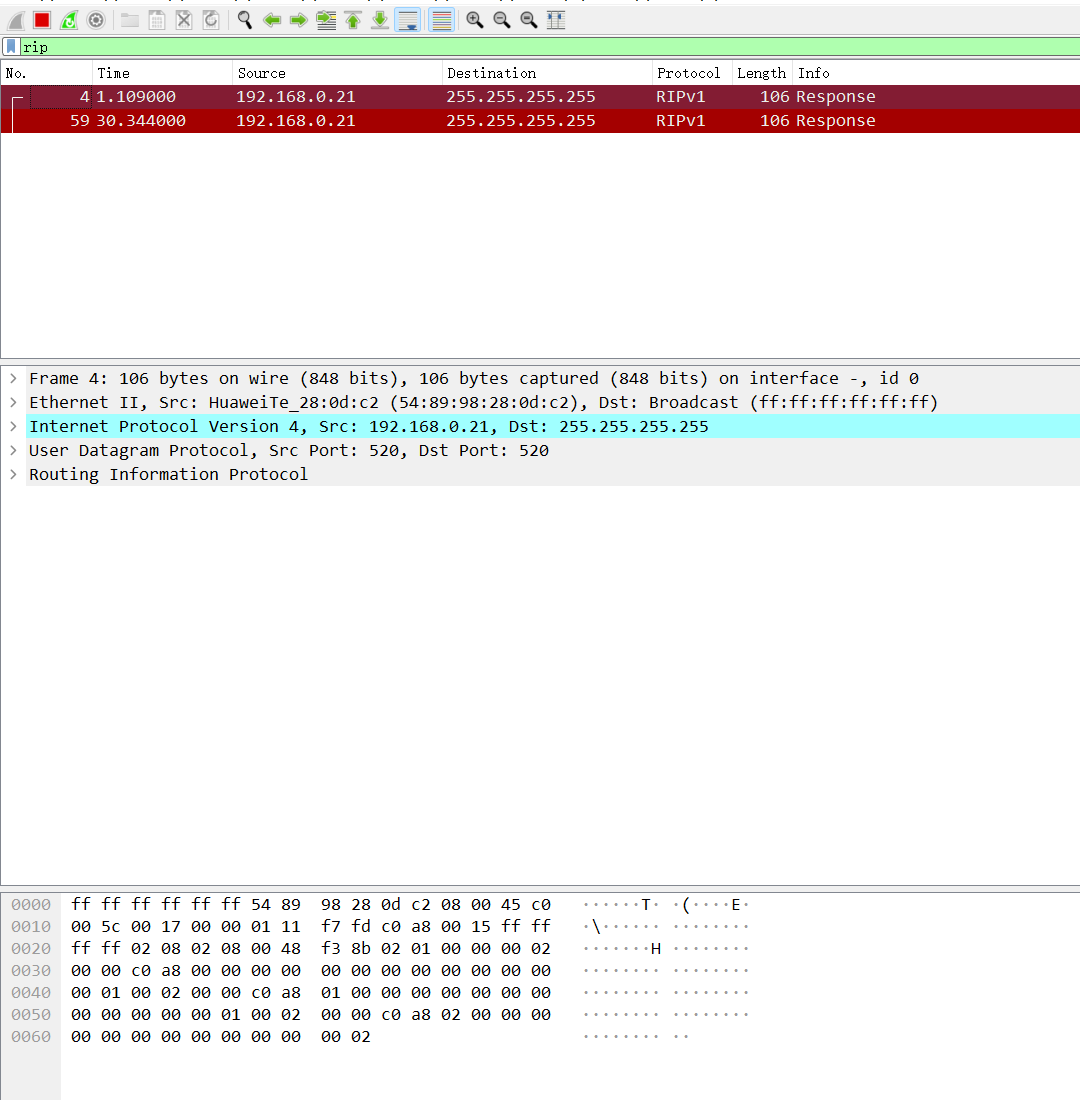 rip
No. Time Source Destination Protocol Length Info
4 1.109000 192.168.0.21 255.255.255.255 RIPv1 106 Response
59 30.344000 192.168.0.21 255.255.255.255 RIPv1 106 Response
Frame 4: 106 bytes on wire (848 bits), 106 bytes captured (848 bits) on interface -, id 0
Ethernet II, Src: HuaweiTe_28:0d:c2 (54:89:98:28:0d:c2), Dst: Broadcast (ff:ff:ff:ff:ff:ff)
Internet Protocol Version 4, Src: 192.168.0.21, Dst: 255.255.255.255
User Datagram Protocol, Src Port: 520, Dst Port: 520
Routing Information Protocol
0000 ff ff ff ff ff ff 54 89 98 28 0d c2 08 00 45 c0 ······T· ·(····E·
0010 00 5c 00 17 00 00 01 11 f7 fd c0 a8 00 15 ff ff ·\······ ········
0020 ff ff 02 08 02 08 00 48 f3 8b 02 01 00 00 00 02 ·······H ········
0030 00 00 c0 a8 00 00 00 00 00 00 00 00 00 00 00 00 ········ ········
0040 00 01 00 02 00 00 c0 a8 01 00 00 00 00 00 00 00 ········ ········
0050 00 00 00 00 00 01 00 02 00 00 c0 a8 02 00 00 00 ········ ········
0060 00 00 00 00 00 00 00 00 00 02 ········ ··